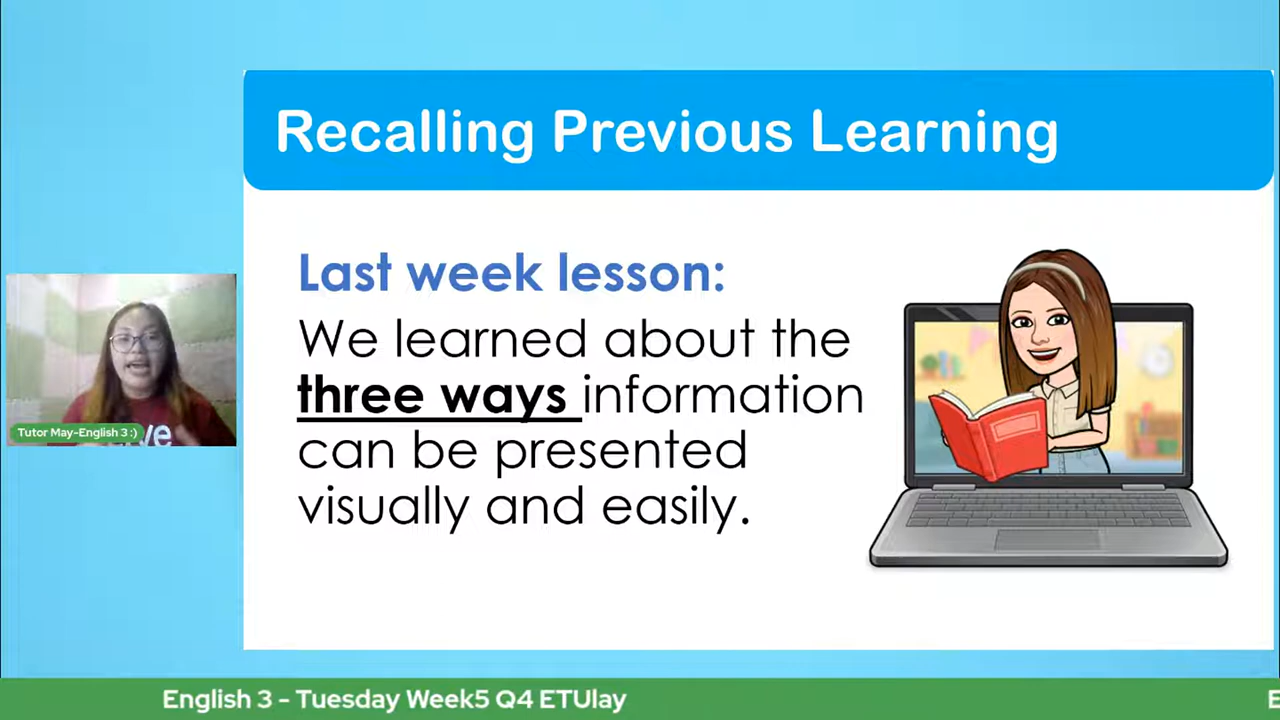 Recalling Previous Learning
Last week lesson:
We learned about the
three ways information
can be presented
visually and easily.
Tutor May-English 3 :)
English 3 - Tuesday Week5 Q4 ETUlay